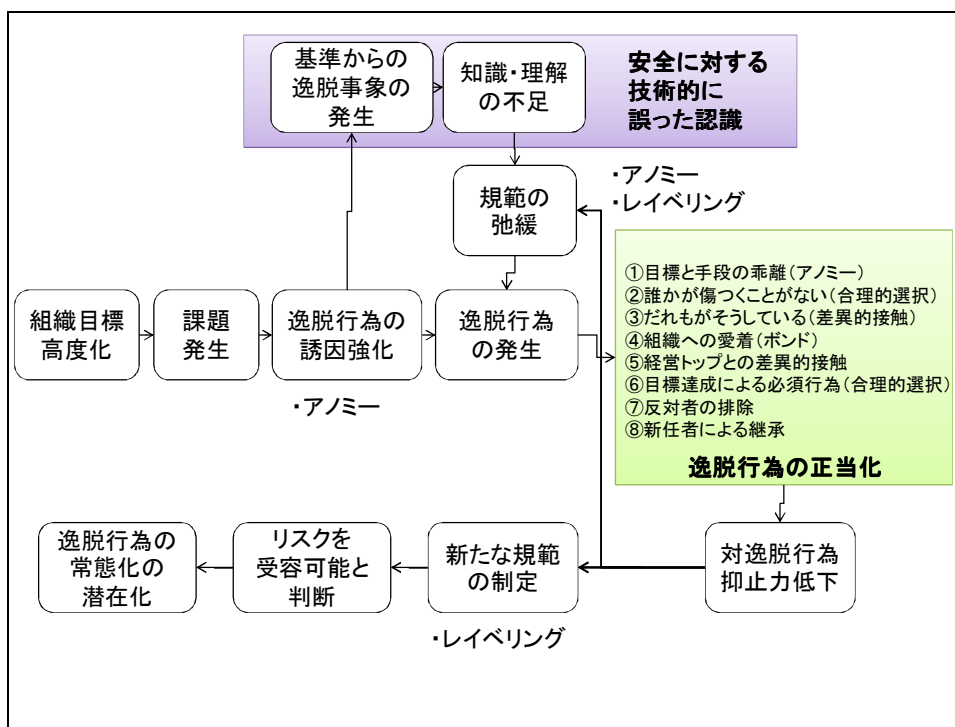 基準からの
逸脱事象の
発生
知識・理解
の不足
安全に対する
技術的に
誤った認識
規範の
弛緩
・アノミー
・レイベリング
組織目標
高度化
課題
発生
逸脱行為の
誘因強化
・アノミー
逸脱行為
の発生
①目標と手段の乖離(アノミー)
②誰かが傷つくことがない(合理的選択)
③だれもがそうしている(差異的接触)
④組織への愛着(ボンド)
⑤経営トップとの差異的接触
⑥目標達成による必須行為(合理的選択)
⑦反対者の排除
⑧新任者による継承
逸脱行為の正当化
対逸脱行為
抑止力低下
新たな規範
の制定
・レイベリング
リスクを
受容可能と
判断
逸脱行為の
常態化の
潜在化